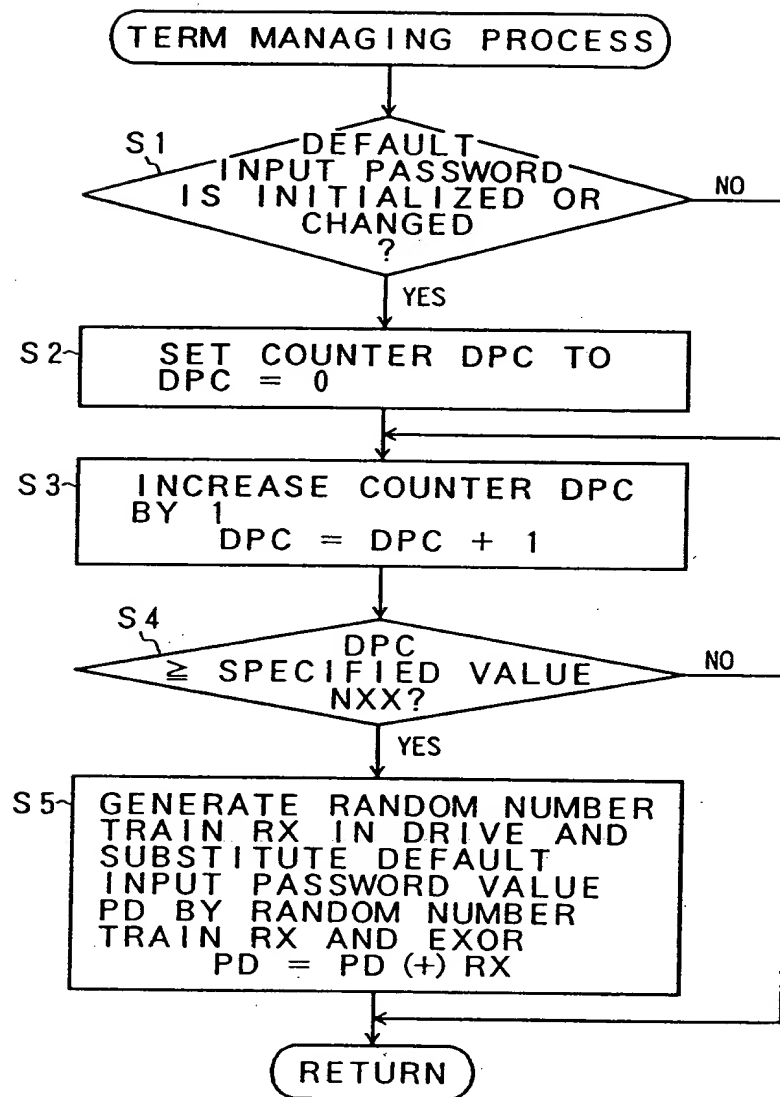 TERM MANAGING PROCESS
S1
DEFAULT
INPUT PASSWORD
IS INITIALIZED OR
CHANGED
?
NO
YES
S2
SET COUNTER DPC TO
DPC = 0
S3
INCREASE COUNTER DPC
BY 1
DPC = DPC + 1
S4
DPC
≧ SPECIFIED VALUE
NXX?
NO
YES
S5
GENERATE RANDOM NUMBER
TRAIN RX IN DRIVE AND
SUBSTITUTE DEFAULT
INPUT PASSWORD VALUE
PD BY RANDOM NUMBER
TRAIN RX AND EXOR
PD = PD (+) RX
RETURN